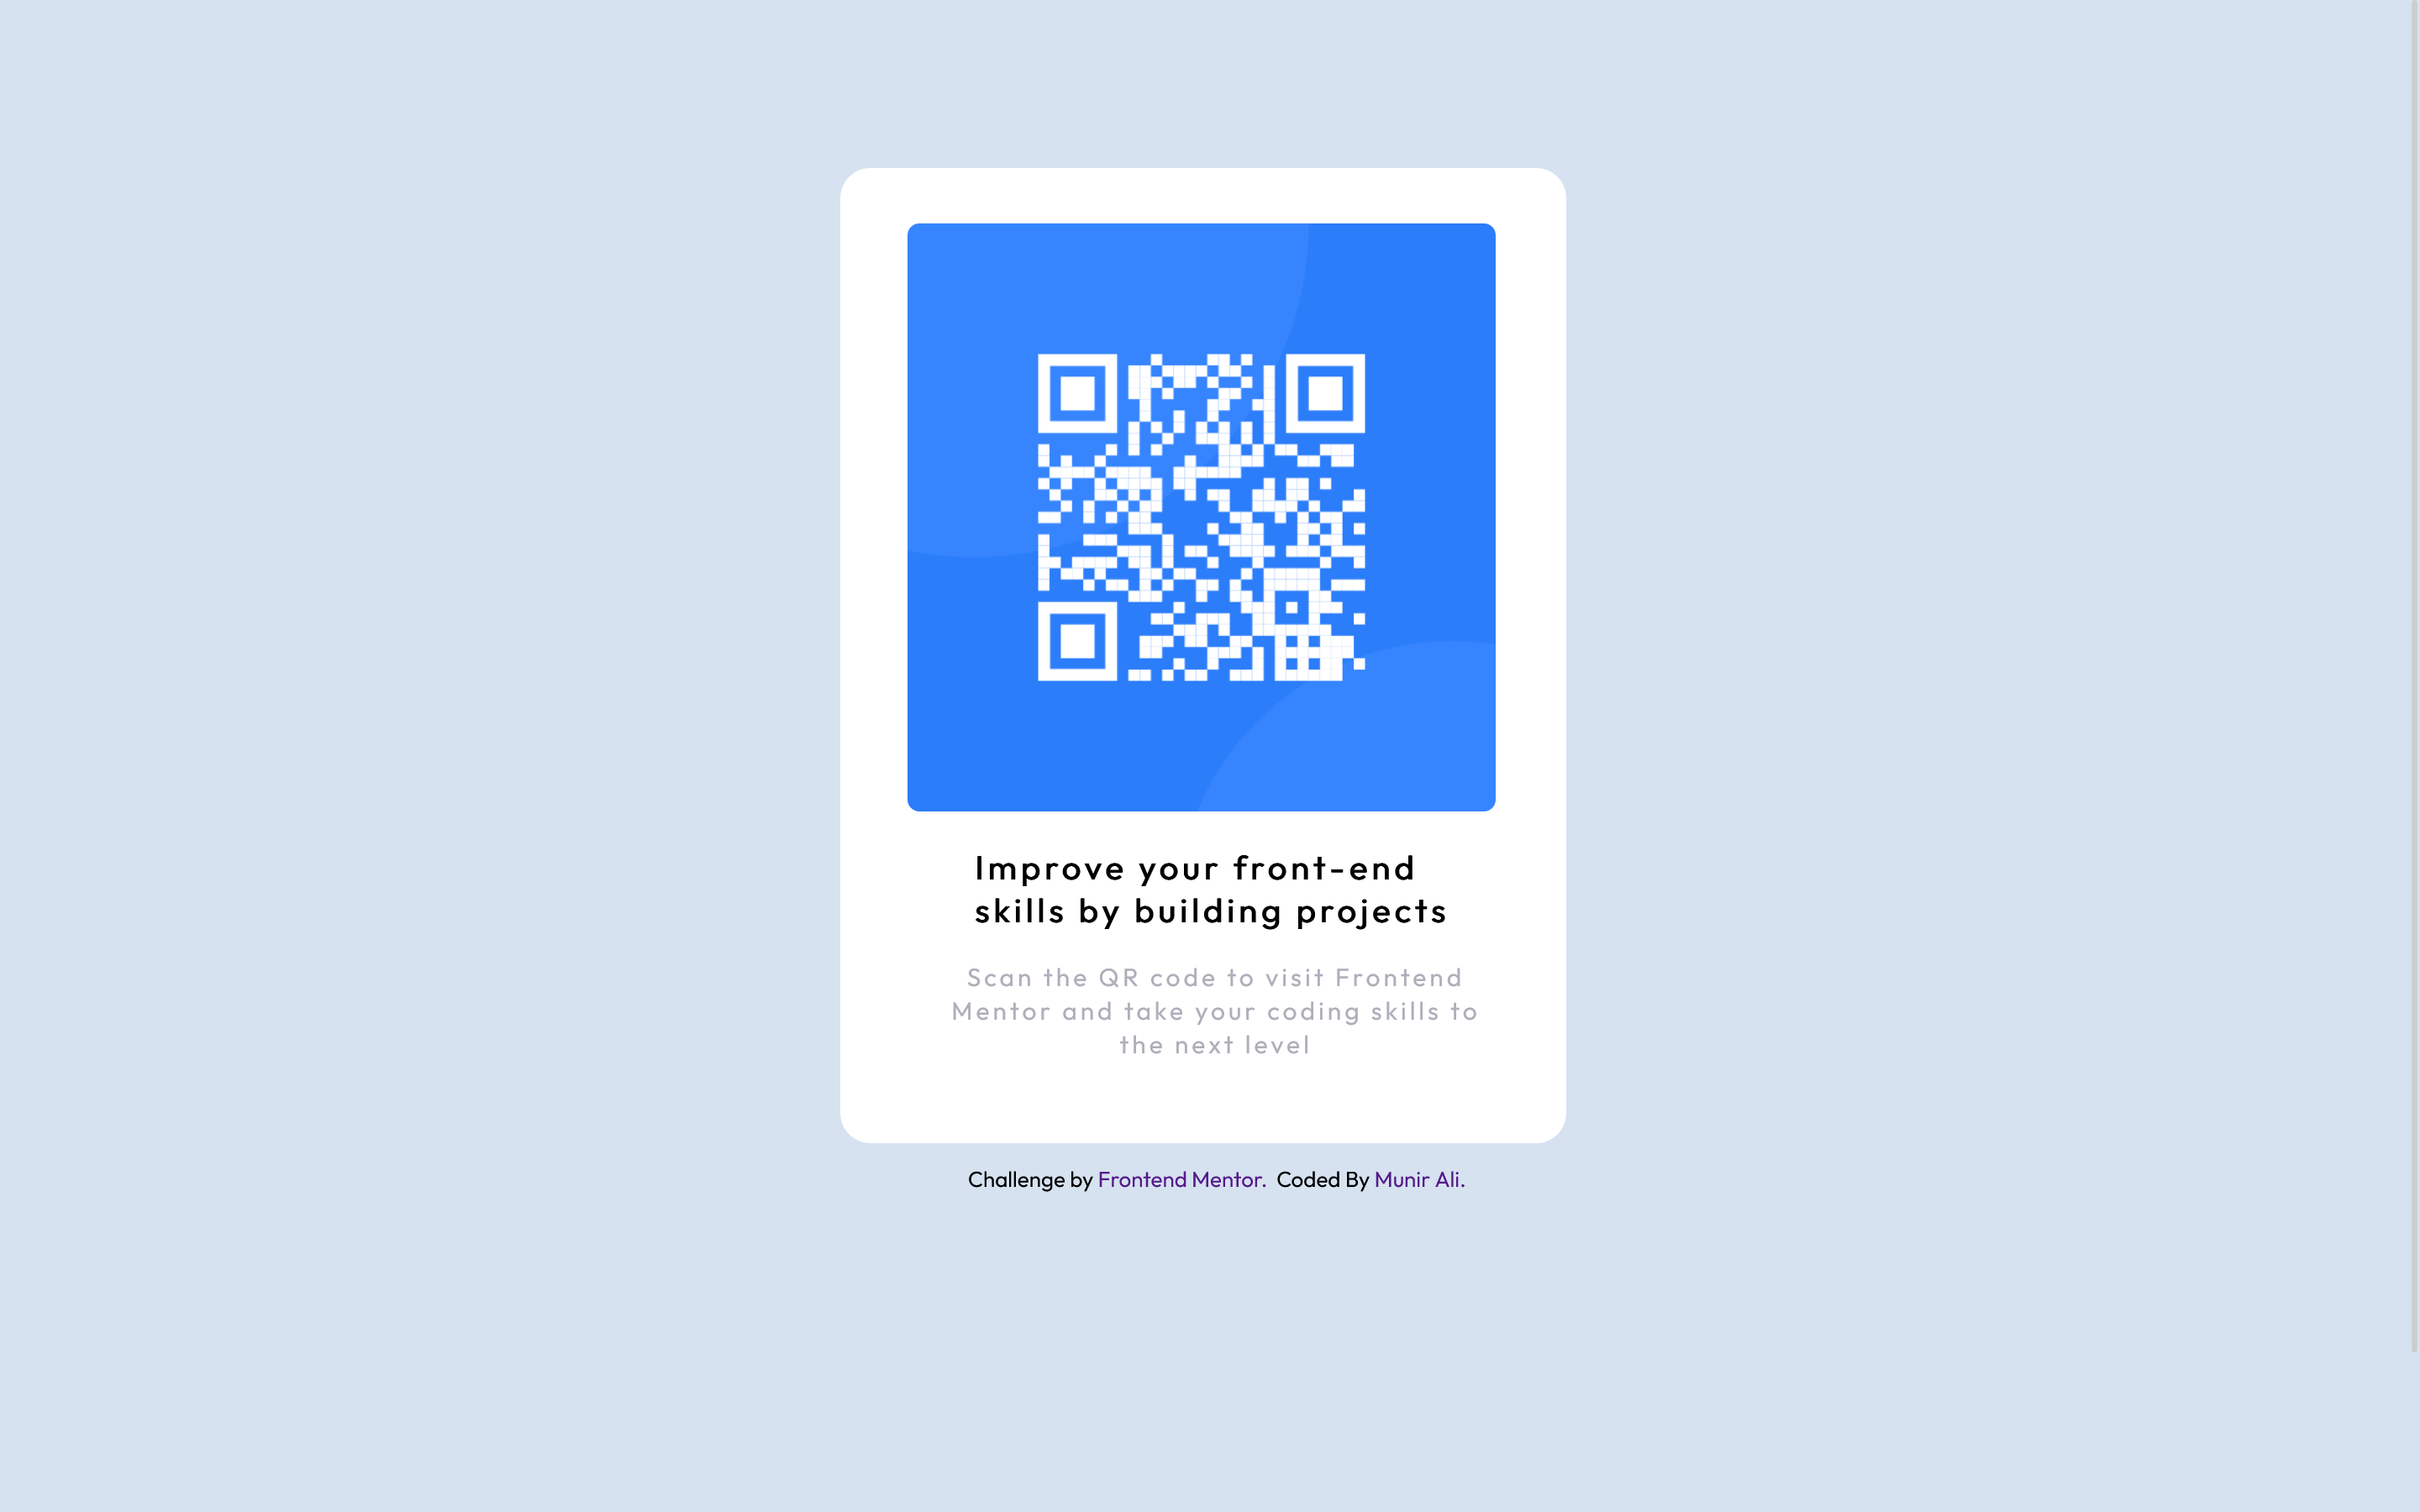 Improve your front-end
skills by building projects
Scan the QR code to visit Frontend
Mentor and take your coding skills to
the next level
Challenge by Frontend Mentor. Coded By Munir Ali.